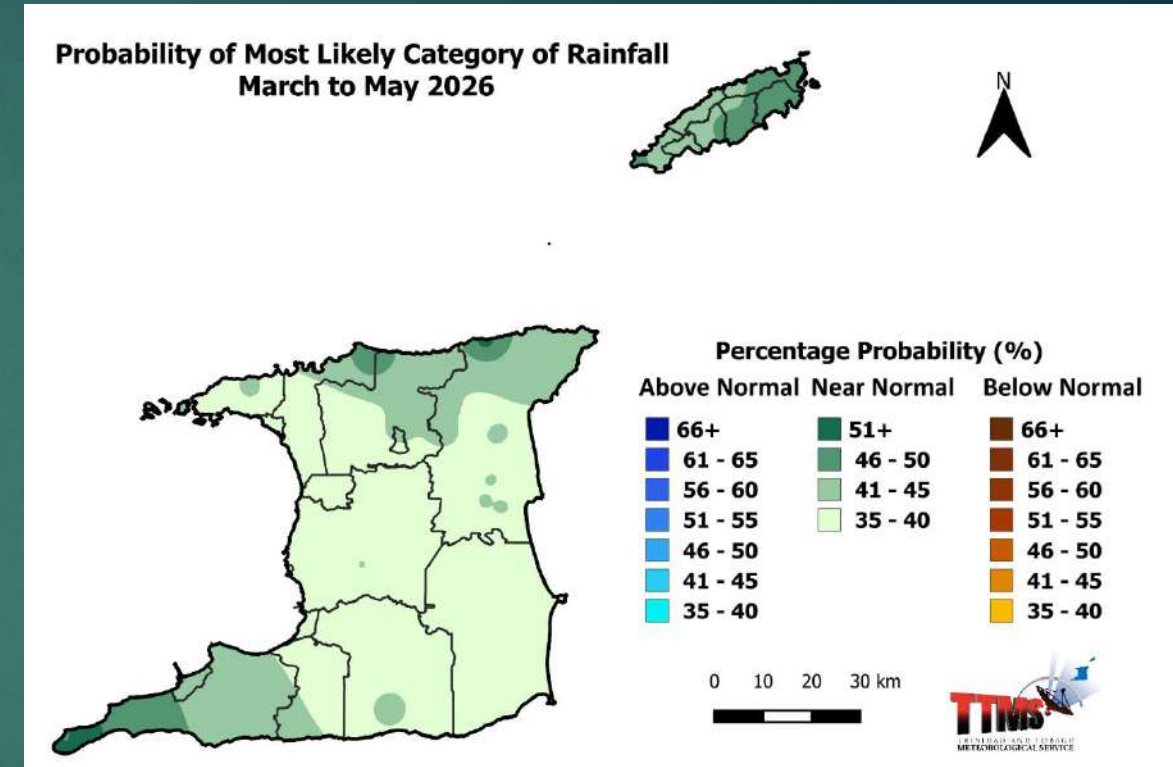 Probability of Most Likely Category of Rainfall
March to May 2026
N
Percentage Probability (%)
Above Normal Near Normal Below Normal
66+ 51+ 66+
61 - 65 46 - 50 61 - 65
56 - 60 41 - 45 56 - 60
51 - 55 35 - 40 51 - 55
46 - 50 46 - 50
41 - 45 41 - 45
35 - 40 35 - 40
0 10 20 30 km
TTMS
TRINIDAD AND TOBAGO
METEOROLOGICAL SERVICE